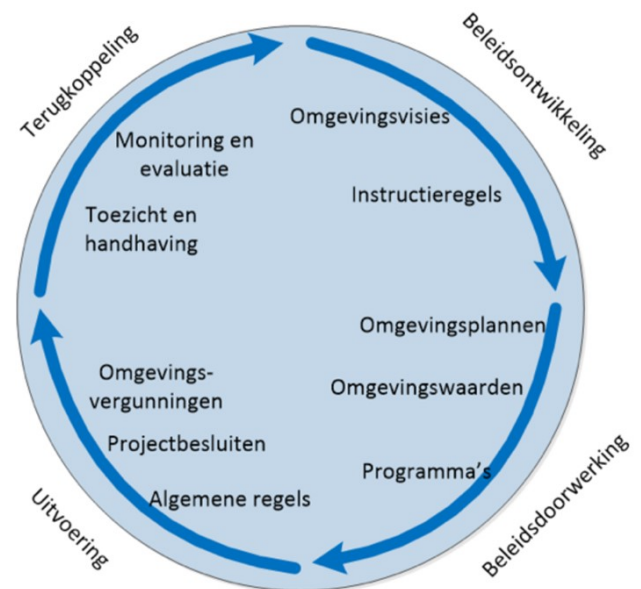 Beleidsontwikkeling
Omgevingsvisies
Instructieregels
Beleidsdoorwerking
Omgevingsplannen
Omgevingswaarden
Programma's
Uitvoering
Omgevings-
vergunningen
Projectbesluiten
Algemene regels
Terugkoppeling
Monitoring en
evaluatie
Toezicht en
handhaving